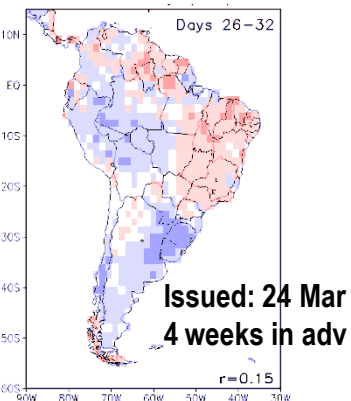 Days 26-32
10N
EQ
10S
20S
30S
40S
50S
60S
Issued: 24 Mar
4 weeks in adv
r=0.15
90W 80W 70W 60W 50W 40W 30W